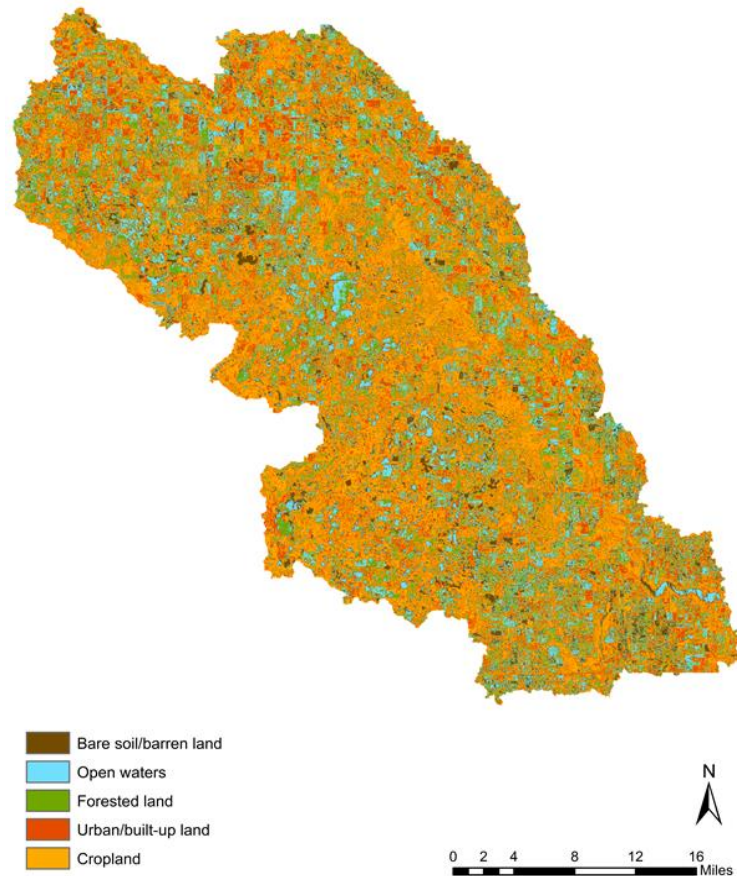 Bare soil/barren land
Open waters
Forested land
Urban/built-up land
Cropland
N
0 2 4 8 12 16
Miles